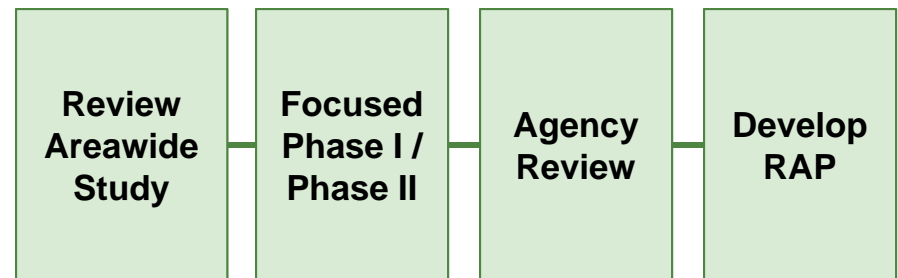 Review
Areawide
Study
Focused
Phase I /
Phase II
Agency
Review
Develop
RAP